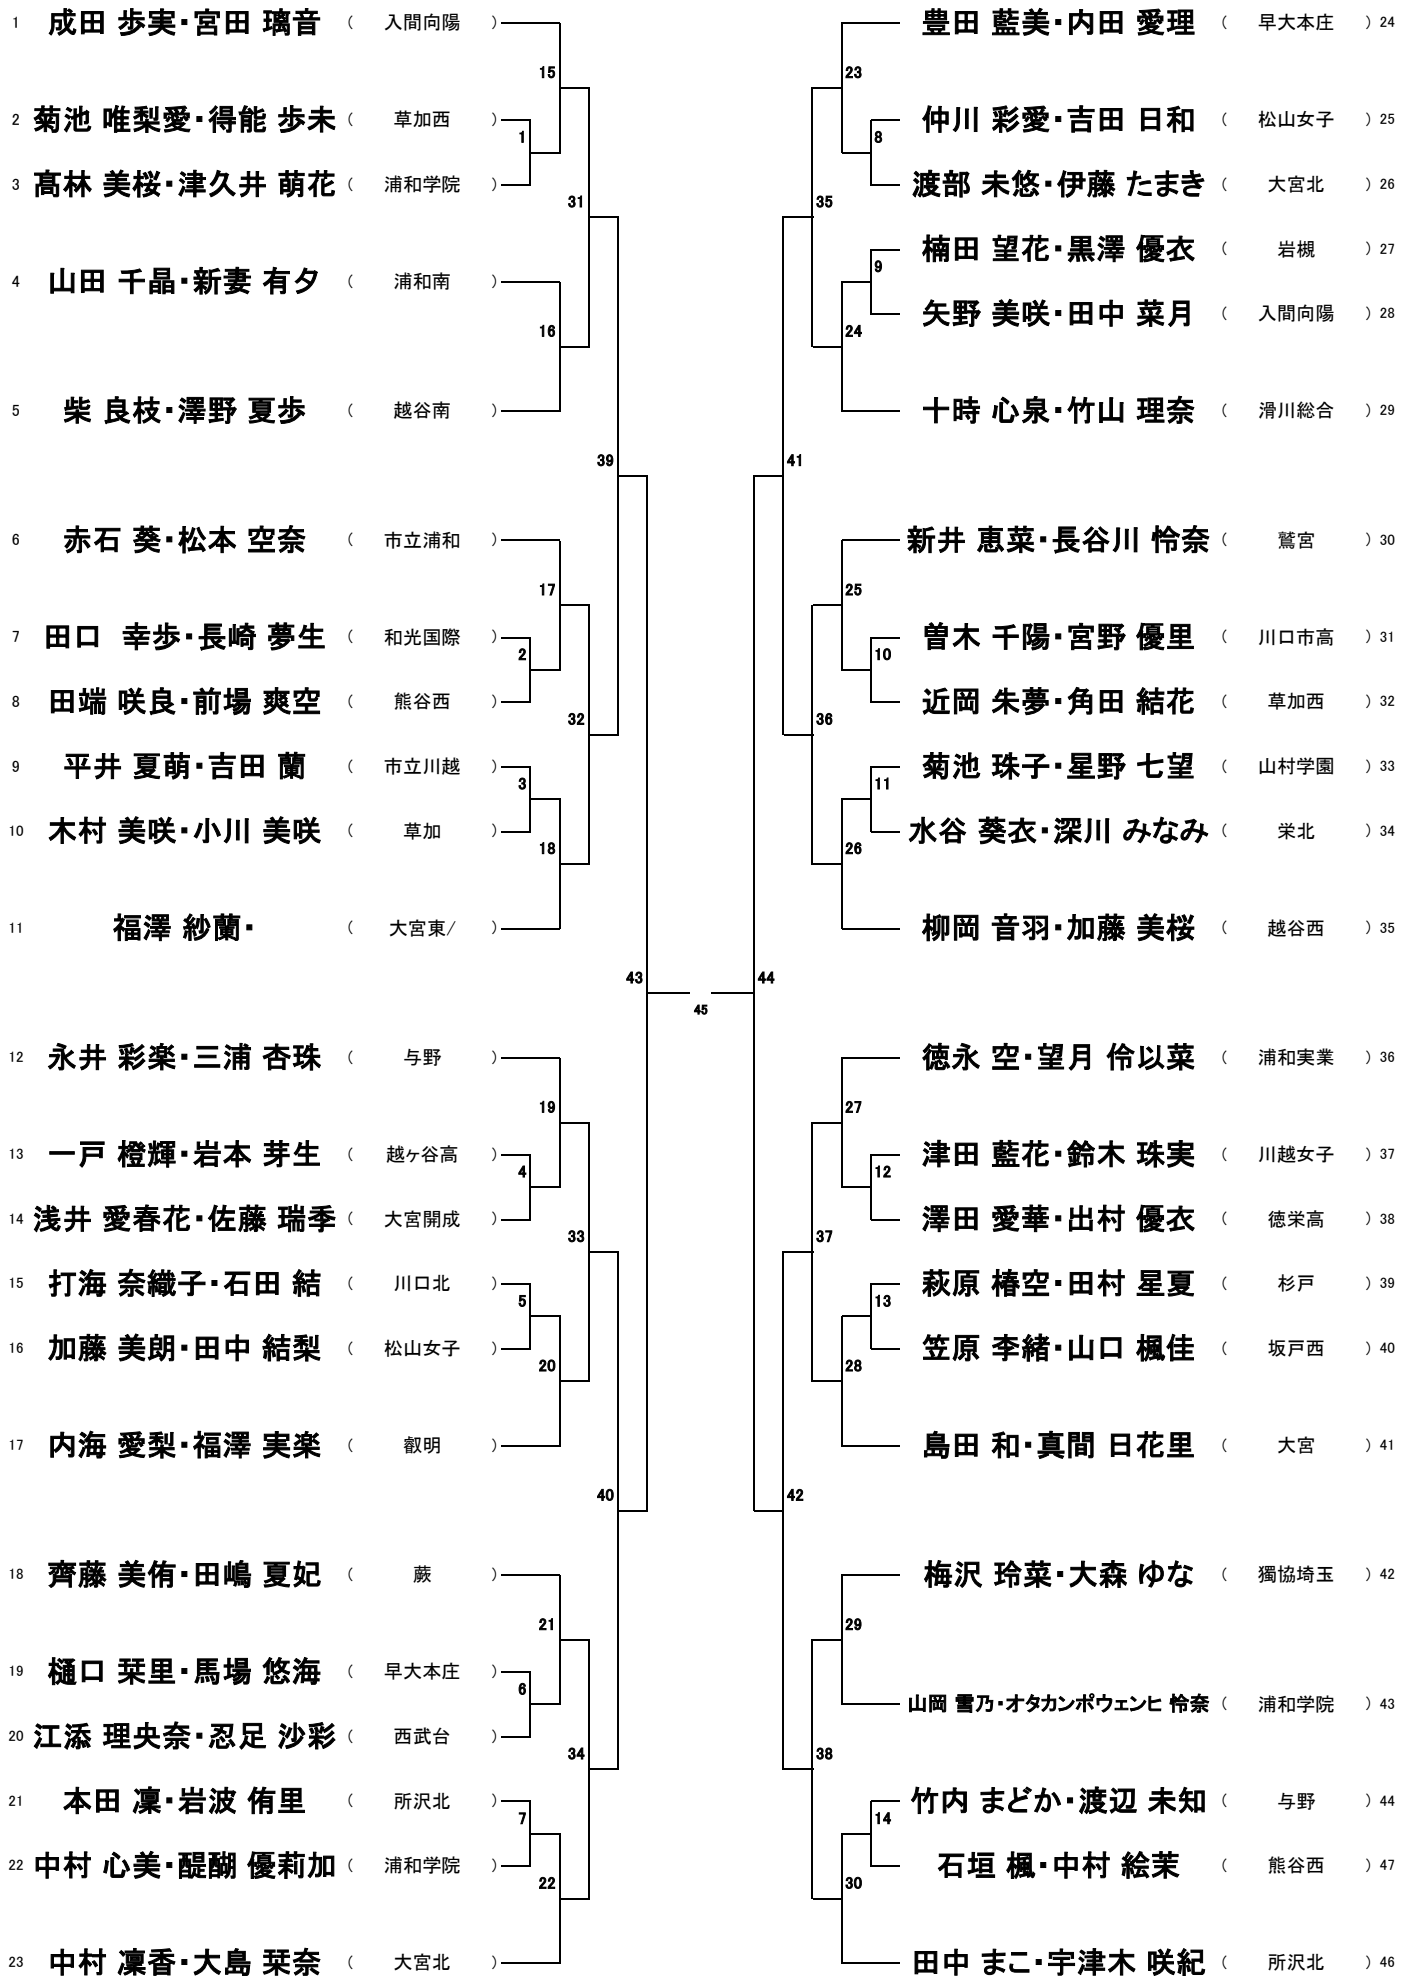 1 成田 歩実・宮田 璃音 ( 入間向陽 )
15
2 菊池 唯梨愛・得能 歩未 ( 草加西 )
1
3 髙林 美桜・津久井 萌花 ( 浦和学院 )
31
4 山田 千晶・新妻 有夕 ( 浦和南 )
16
5 柴 良枝・澤野 夏歩 ( 越谷南 )
39
6 赤石 葵・松本 空奈 ( 市立浦和 )
17
7 田口 幸歩・長崎 夢生 ( 和光国際 )
2
8 田端 咲良・前場 爽空 ( 熊谷西 )
32
9 平井 夏萌・吉田 蘭 ( 市立川越 )
3
10 木村 美咲・小川 美咲 ( 草加 )
18
11 福澤 紗蘭・ ( 大宮東/ )
43
12 永井 彩楽・三浦 杏珠 ( 与野 )
19
13 一戸 橙輝・岩本 芽生 ( 越ヶ谷高 )
4
14 浅井 愛春花・佐藤 瑞季 ( 大宮開成 )
33
15 打海 奈織子・石田 結 ( 川口北 )
5
16 加藤 美朗・田中 結梨 ( 松山女子 )
20
17 内海 愛梨・福澤 実楽 ( 叡明 )
40
18 齊藤 美侑・田嶋 夏妃 ( 蕨 )
21
19 樋口 栞里・馬場 悠海 ( 早大本庄 )
6
20 江添 理央奈・忍足 沙彩 ( 西武台 )
34
21 本田 凜・岩波 侑里 ( 所沢北 )
7
22 中村 心美・醍醐 優莉加 ( 浦和学院 )
22
23 中村 凜香・大島 栞奈 ( 大宮北 )
45
豊田 藍美・内田 愛理 ( 早大本庄 ) 24
23
仲川 彩愛・吉田 日和 ( 松山女子 ) 25
8
渡部 未悠・伊藤 たまき ( 大宮北 ) 26
35
楠田 望花・黒澤 優衣 ( 岩槻 ) 27
9
矢野 美咲・田中 菜月 ( 入間向陽 ) 28
24
十時 心泉・竹山 理奈 ( 滑川総合 ) 29
41
新井 恵菜・長谷川 怜奈 ( 鷲宮 ) 30
25
曽木 千陽・宮野 優里 ( 川口市高 ) 31
10
近岡 朱夢・角田 結花 ( 草加西 ) 32
36
菊池 珠子・星野 七望 ( 山村学園 ) 33
11
水谷 葵衣・深川 みなみ ( 栄北 ) 34
26
柳岡 音羽・加藤 美桜 ( 越谷西 ) 35
44
徳永 空・望月 伶以菜 ( 浦和実業 ) 36
27
津田 藍花・鈴木 珠実 ( 川越女子 ) 37
12
澤田 愛華・出村 優衣 ( 徳栄高 ) 38
37
萩原 椿空・田村 星夏 ( 杉戸 ) 39
13
笠原 李緒・山口 楓佳 ( 坂戸西 ) 40
28
島田 和・真間 日花里 ( 大宮 ) 41
42
梅沢 玲菜・大森 ゆな ( 獨協埼玉 ) 42
29
山岡 雪乃・オタカンポウェンヒ 怜奈 ( 浦和学院 ) 43
38
竹内 まどか・渡辺 未知 ( 与野 ) 44
14
石垣 楓・中村 絵茉 ( 熊谷西 ) 47
30
田中 まこ・宇津木 咲紀 ( 所沢北 ) 46